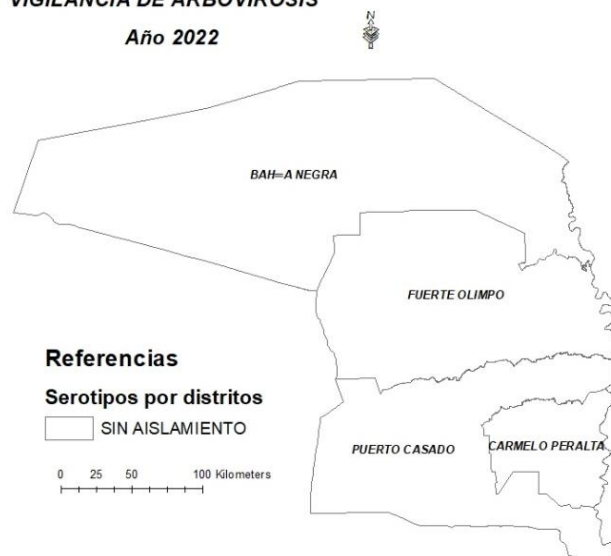 VIGILANCIA DE ARBOVIROSIS
Año 2022
N
BAH=A NEGRA
FUERTE OLIMPO
Referencias
Serotipos por distritos
SIN AISLAMIENTO
PUERTO CASADO
CARMELO PERALTA
0 25 50 100 Kilometers